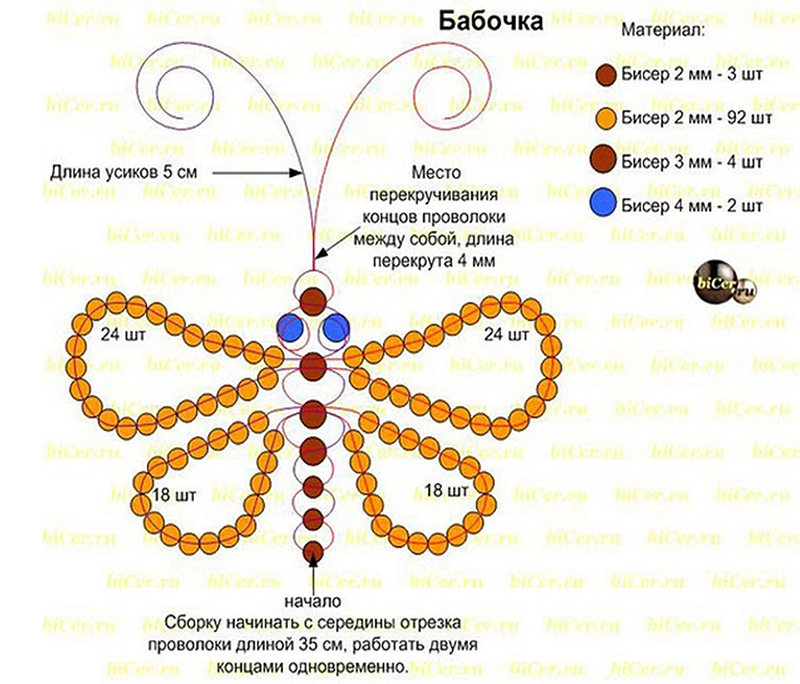 Бабочка
Материал:
Бисер 2 мм - 3 шт
Бисер 2 мм - 92 шт
Бисер 3 мм - 4 шт
Бисер 4 мм - 2 шт
Длина усиков 5 см
Место
перекручивания
концов проволоки
между собой, длина
перекрута 4 мм
biCer.ru
24 шт
24 шт
18 шт
18 шт
начало
Сборку начинать с середины отрезка
проволоки длиной 35 см, работать двумя
концами одновременно.